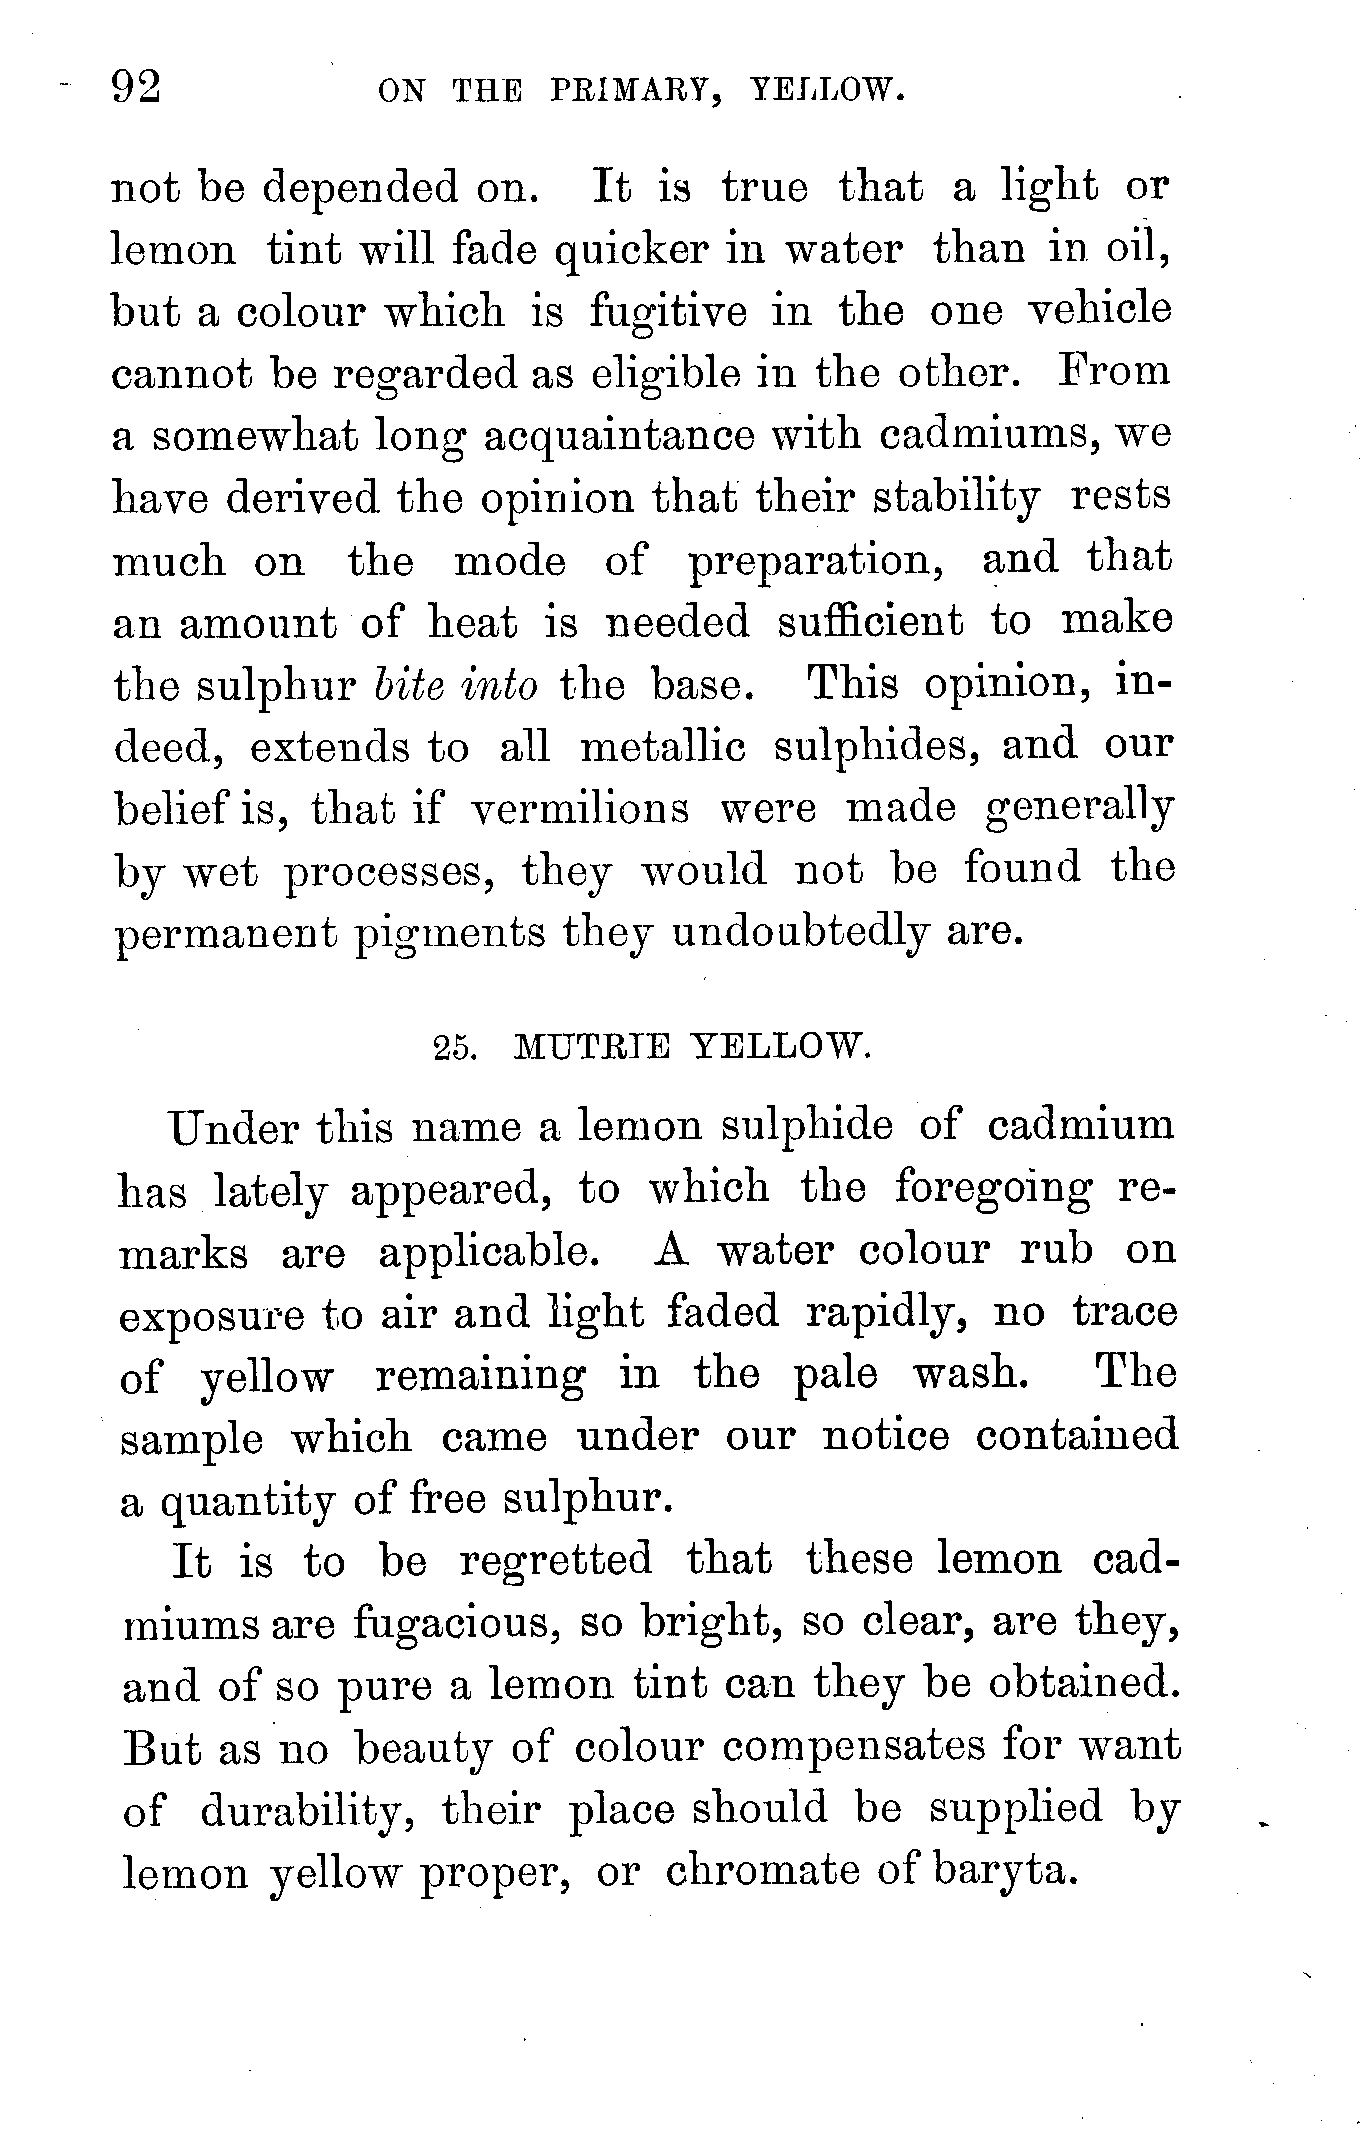 92 ON THE PRIMARY, YELLOW.
not be depended on. It is true that a light or
lemon tint will fade quicker in water than in oil,
but a colour which is fugitive in the one vehicle
cannot be regarded as eligible in the other. From
a somewhat long acquaintance with cadmiums, we
have derived the opinion that their stability rests
much on the mode of preparation, and that
an amount of heat is needed sufficient to make
the sulphur bite into the base. This opinion, in-
deed, extends to all metallic sulphides, and our
belief is, that if vermilions were made generally
by wet processes, they would not be found the
permanent pigments they undoubtedly are.
25. MUTRIE YELLOW.
Under this name a lemon sulphide of cadmium
has lately appeared, to which the foregoing re-
marks are applicable. A water colour rub on
exposure to air and light faded rapidly, no trace
of yellow remaining in the pale wash. The
sample which came under our notice contained
a quantity of free sulphur.
It is to be regretted that these lemon cad-
miums are fugacious, so bright, so clear, are they,
and of so pure a lemon tint can they be obtained.
But as no beauty of colour compensates for want
of durability, their place should be supplied by
lemon yellow proper, or chromate of baryta.